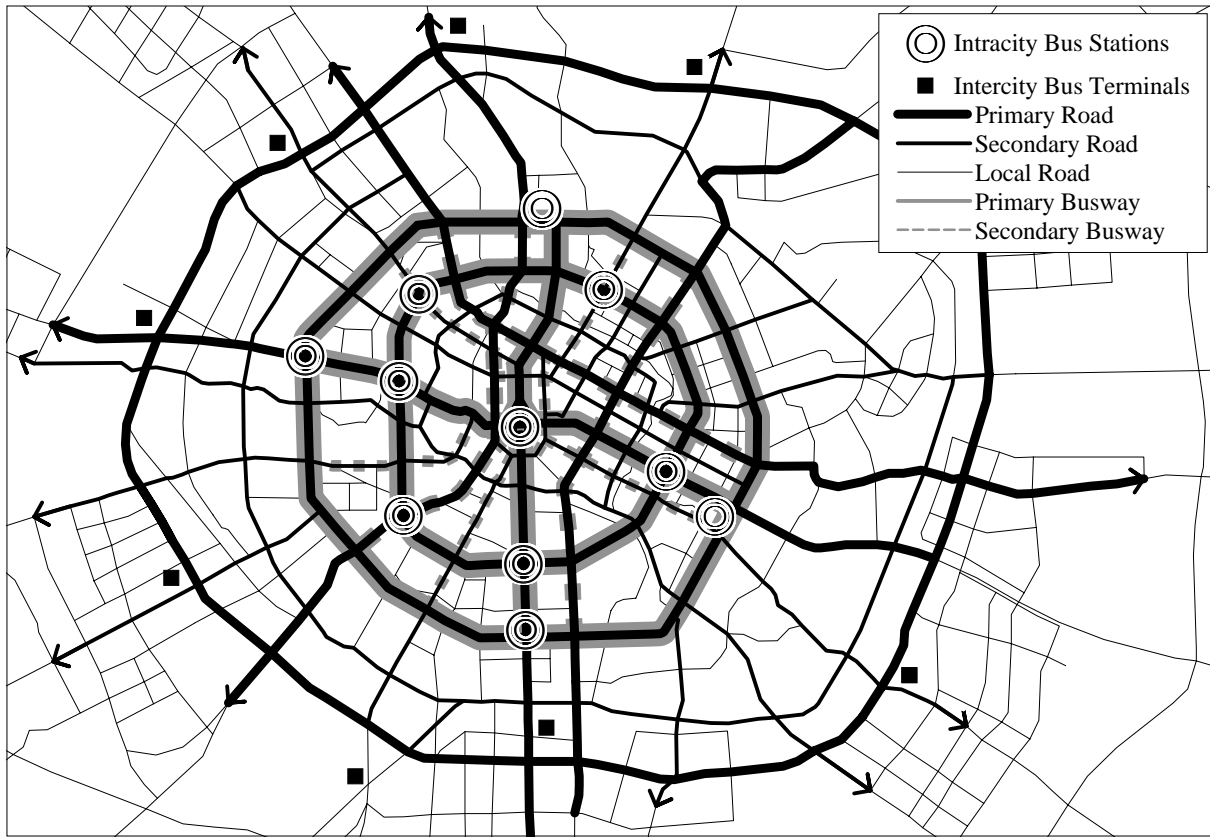 Intracity Bus Stations
Intercity Bus Terminals
Primary Road
Secondary Road
Local Road
Primary Busway
Secondary Busway